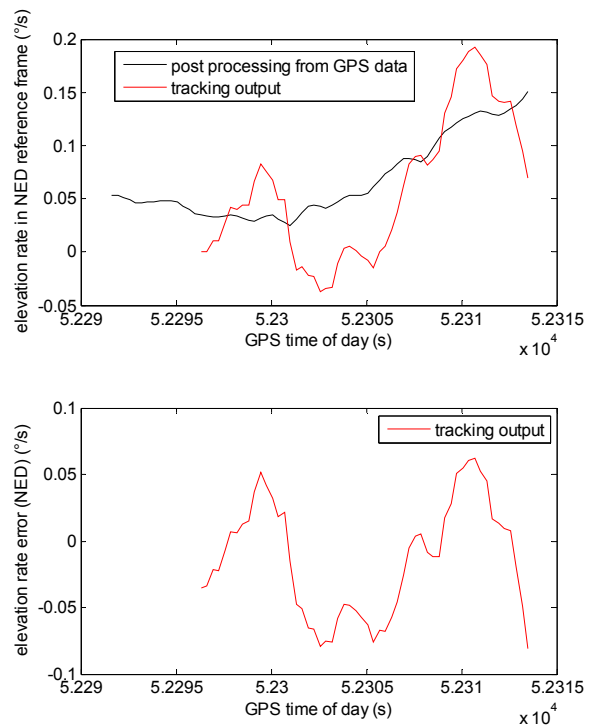 elevation rate in NED reference frame (°/s)
0.2
0.15
0.1
0.05
0
-0.05
post processing from GPS data
tracking output
5.229 5.2295 5.23 5.2305 5.231 5.2315
GPS time of day (s)
x 10^4
elevation rate error (NED) (°/s)
0.1
0.05
0
-0.05
-0.1
tracking output
5.229 5.2295 5.23 5.2305 5.231 5.2315
GPS time of day (s)
x 10^4